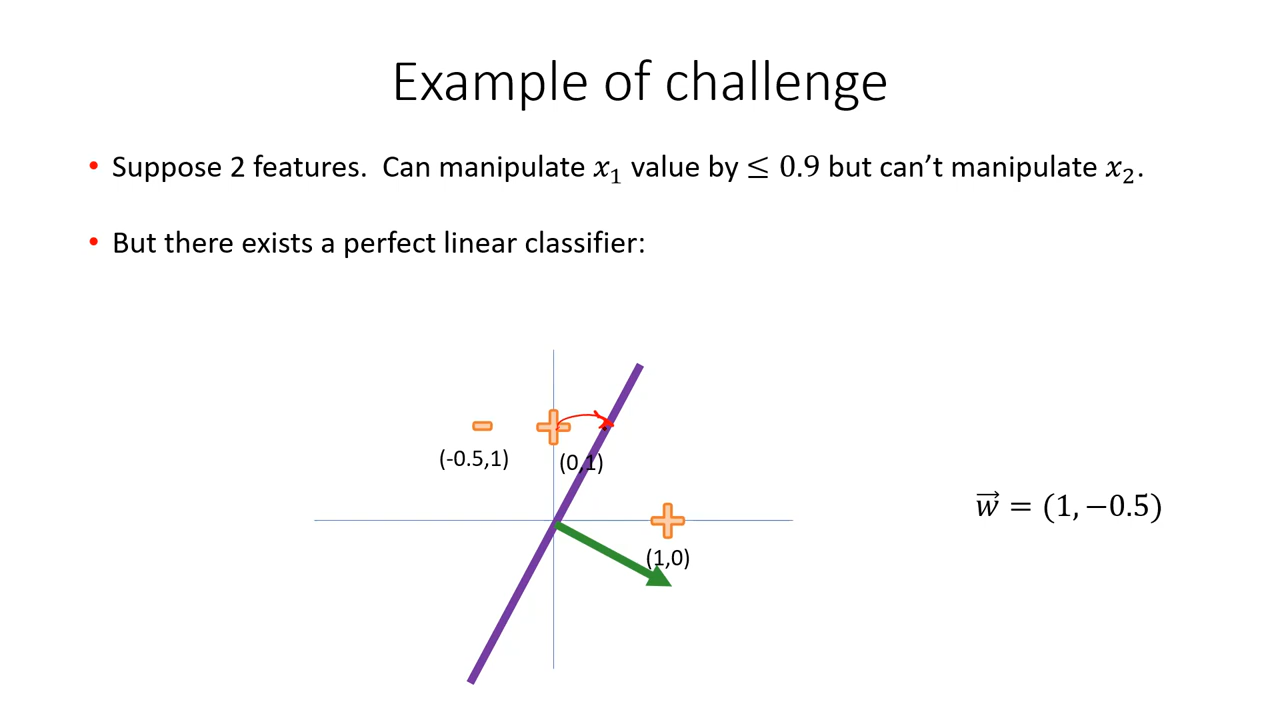 Example of challenge
• Suppose 2 features. Can manipulate x₁ value by ≤ 0.9 but can’t manipulate x₂.
• But there exists a perfect linear classifier:
(-0.5,1)
(0,1)
w⃗ = (1, −0.5)
(1,0)